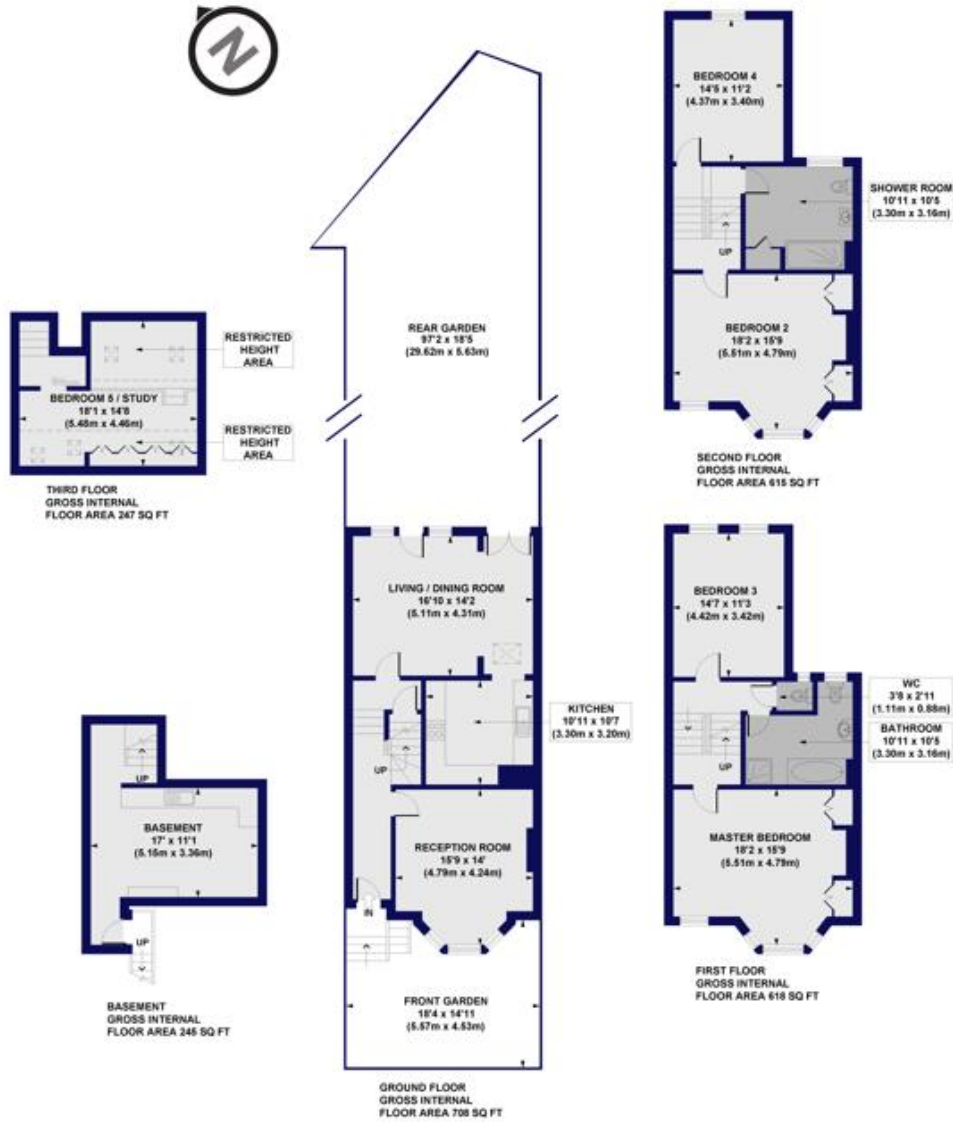 N
BEDROOM 4
14'5 x 11'2
(4.37m x 3.40m)
SHOWER ROOM
10'11 x 10'5
(3.30m x 3.16m)
UP
BEDROOM 2
18'2 x 15'9
(5.51m x 4.79m)
SECOND FLOOR
GROSS INTERNAL
FLOOR AREA 615 SQ FT
REAR GARDEN
97'2 x 18'5
(29.62m x 5.63m)
RESTRICTED
HEIGHT
AREA
BEDROOM 5 / STUDY
18'1 x 14'8
(5.48m x 4.46m)
RESTRICTED
HEIGHT
AREA
THIRD FLOOR
GROSS INTERNAL
FLOOR AREA 247 SQ FT
LIVING / DINING ROOM
16'10 x 14'2
(5.11m x 4.31m)
KITCHEN
10'11 x 10'7
(3.30m x 3.20m)
UP
RECEPTION ROOM
15'9 x 14'
(4.79m x 4.24m)
IN
FRONT GARDEN
18'4 x 14'11
(5.57m x 4.53m)
GROUND FLOOR
GROSS INTERNAL
FLOOR AREA 708 SQ FT
BEDROOM 3
14'7 x 11'3
(4.42m x 3.42m)
WC
3'8 x 2'11
(1.11m x 0.88m)
BATHROOM
10'11 x 10'5
(3.30m x 3.16m)
UP
MASTER BEDROOM
18'2 x 15'9
(5.51m x 4.79m)
FIRST FLOOR
GROSS INTERNAL
FLOOR AREA 618 SQ FT
UP
BASEMENT
17' x 11'1
(5.15m x 3.36m)
UP
BASEMENT
GROSS INTERNAL
FLOOR AREA 245 SQ FT